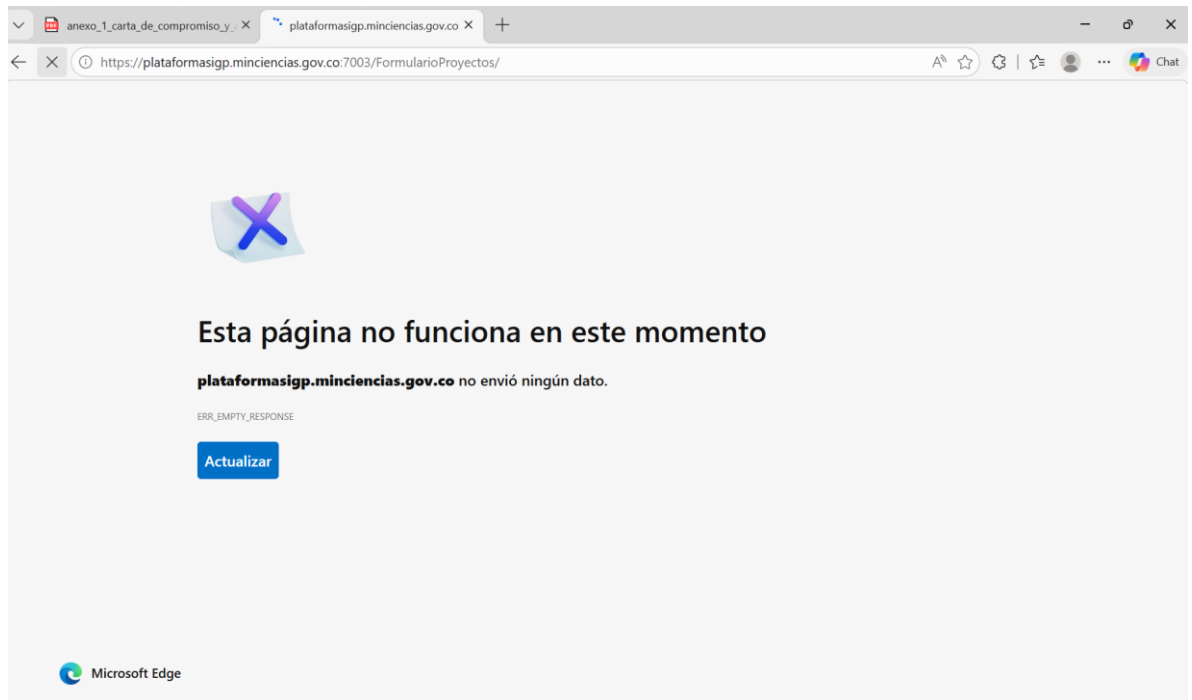 anexo_1_carta_de_compromiso_y_
plataformasigp.minciencias.gov.co
https://plataformasigp.minciencias.gov.co:7003/FormularioProyectos/
Chat
Esta página no funciona en este momento
plataformasigp.minciencias.gov.co no envió ningún dato.
ERR_EMPTY_RESPONSE
Actualizar
Microsoft Edge